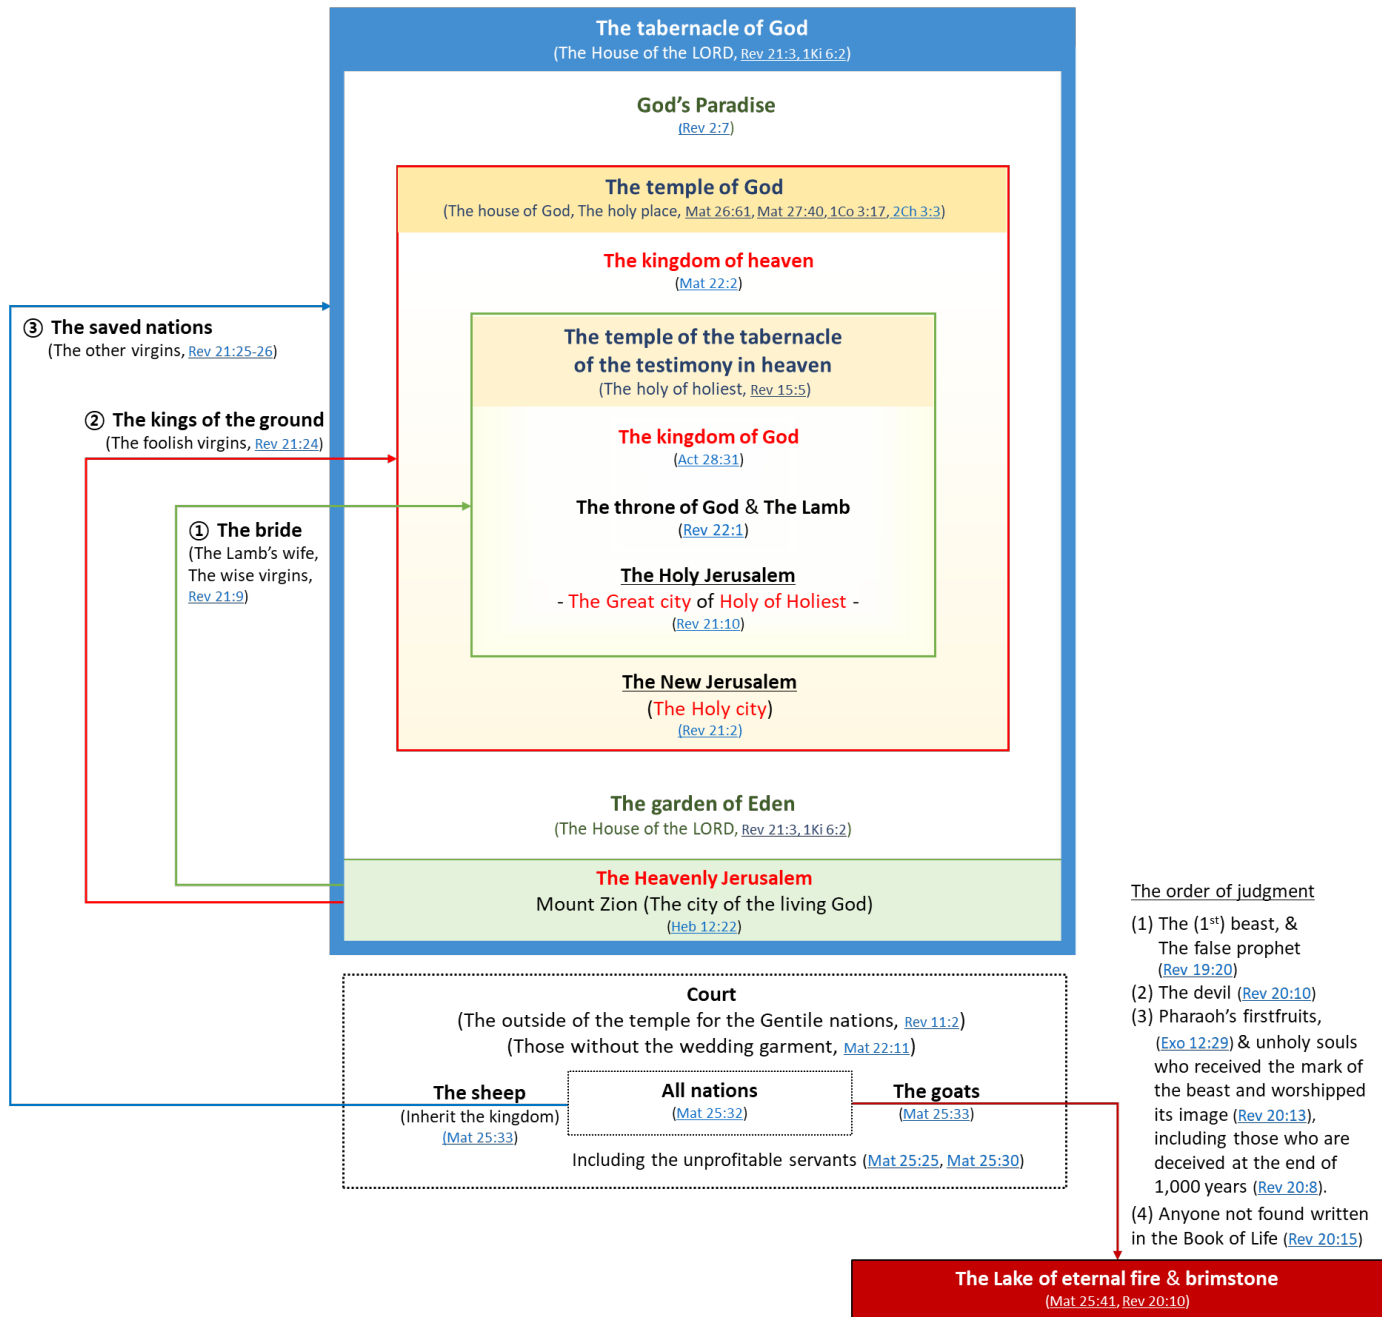 The tabernacle of God
(The House of the LORD, Rev 21:3, 1Ki 6:2)
God’s Paradise
(Rev 2:7)
The temple of God
(The house of God, The holy place, Mat 26:61, Mat 27:40, 1Co 3:17, 2Ch 3:3)
The kingdom of heaven
(Mat 22:2)
The temple of the tabernacle
of the testimony in heaven
(The holy of holiest, Rev 15:5)
The kingdom of God
(Act 28:31)
The throne of God & The Lamb
(Rev 22:1)
The Holy Jerusalem
- The Great city of Holy of Holiest -
(Rev 21:10)
The New Jerusalem
(The Holy city)
(Rev 21:2)
The garden of Eden
(The House of the LORD, Rev 21:3, 1Ki 6:2)
The Heavenly Jerusalem
Mount Zion (The city of the living God)
(Heb 12:22)
③ The saved nations
(The other virgins, Rev 21:25-26)
② The kings of the ground
(The foolish virgins, Rev 21:24)
① The bride
(The Lamb’s wife,
The wise virgins,
Rev 21:9)
Court
(The outside of the temple for the Gentile nations, Rev 11:2)
(Those without the wedding garment, Mat 22:11)
The sheep
(Inherit the kingdom)
(Mat 25:33)
All nations
(Mat 25:32)
The goats
(Mat 25:33)
Including the unprofitable servants (Mat 25:25, Mat 25:30)
The order of judgment
(1) The (1st) beast, &
The false prophet
(Rev 19:20)
(2) The devil (Rev 20:10)
(3) Pharaoh’s firstfruits,
(Exo 12:29) & unholy souls
who received the mark of
the beast and worshipped
its image (Rev 20:13),
including those who are
deceived at the end of
1,000 years (Rev 20:8).
(4) Anyone not found written
in the Book of Life (Rev 20:15)
The Lake of eternal fire & brimstone
(Mat 25:41, Rev 20:10)